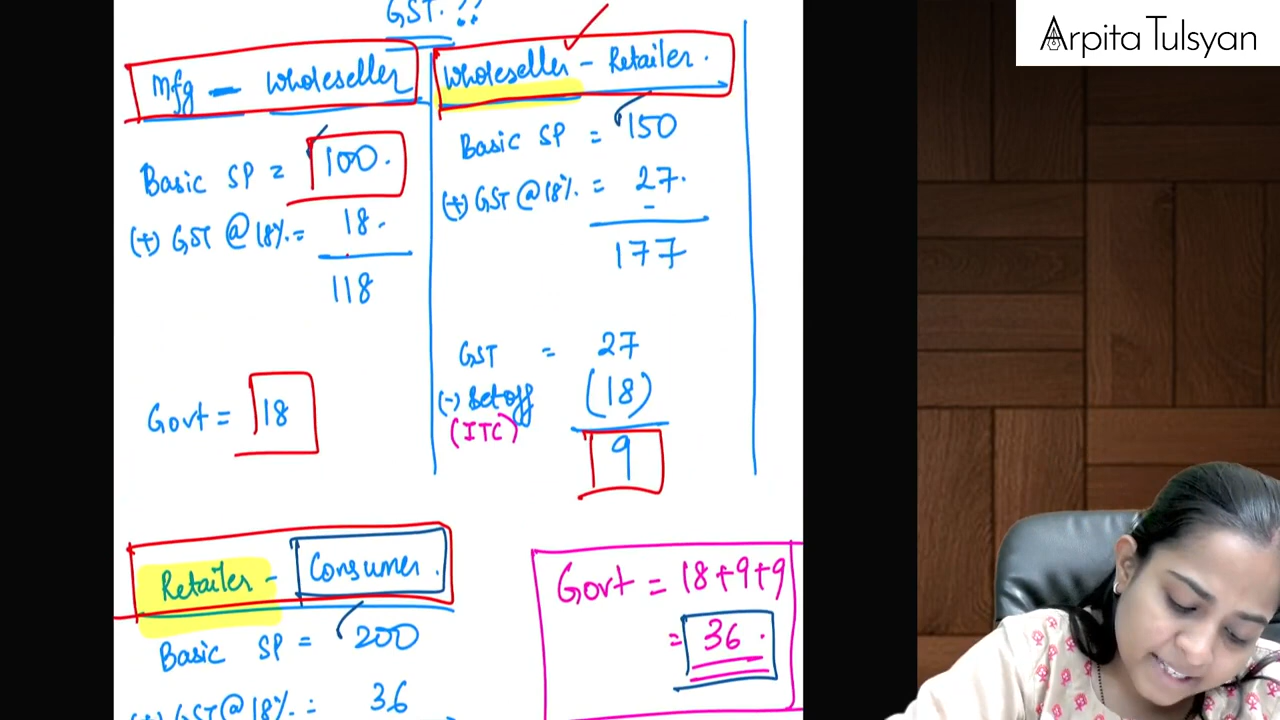 Arpita Tulsyan
GST. ??
Mfg - Wholeseller
Basic SP = 100.
(+) GST @ 18%. = 18.
118
Govt = 18
Wholeseller - Retailer.
Basic SP = 150
(+) GST @ 18%. = 27.
177
GST = 27
(-) Set off (18)
(ITC)
9
Retailer - Consumer.
Basic SP = 200
(+) GST @ 18%. = 36
Govt = 18+9+9
= 36.